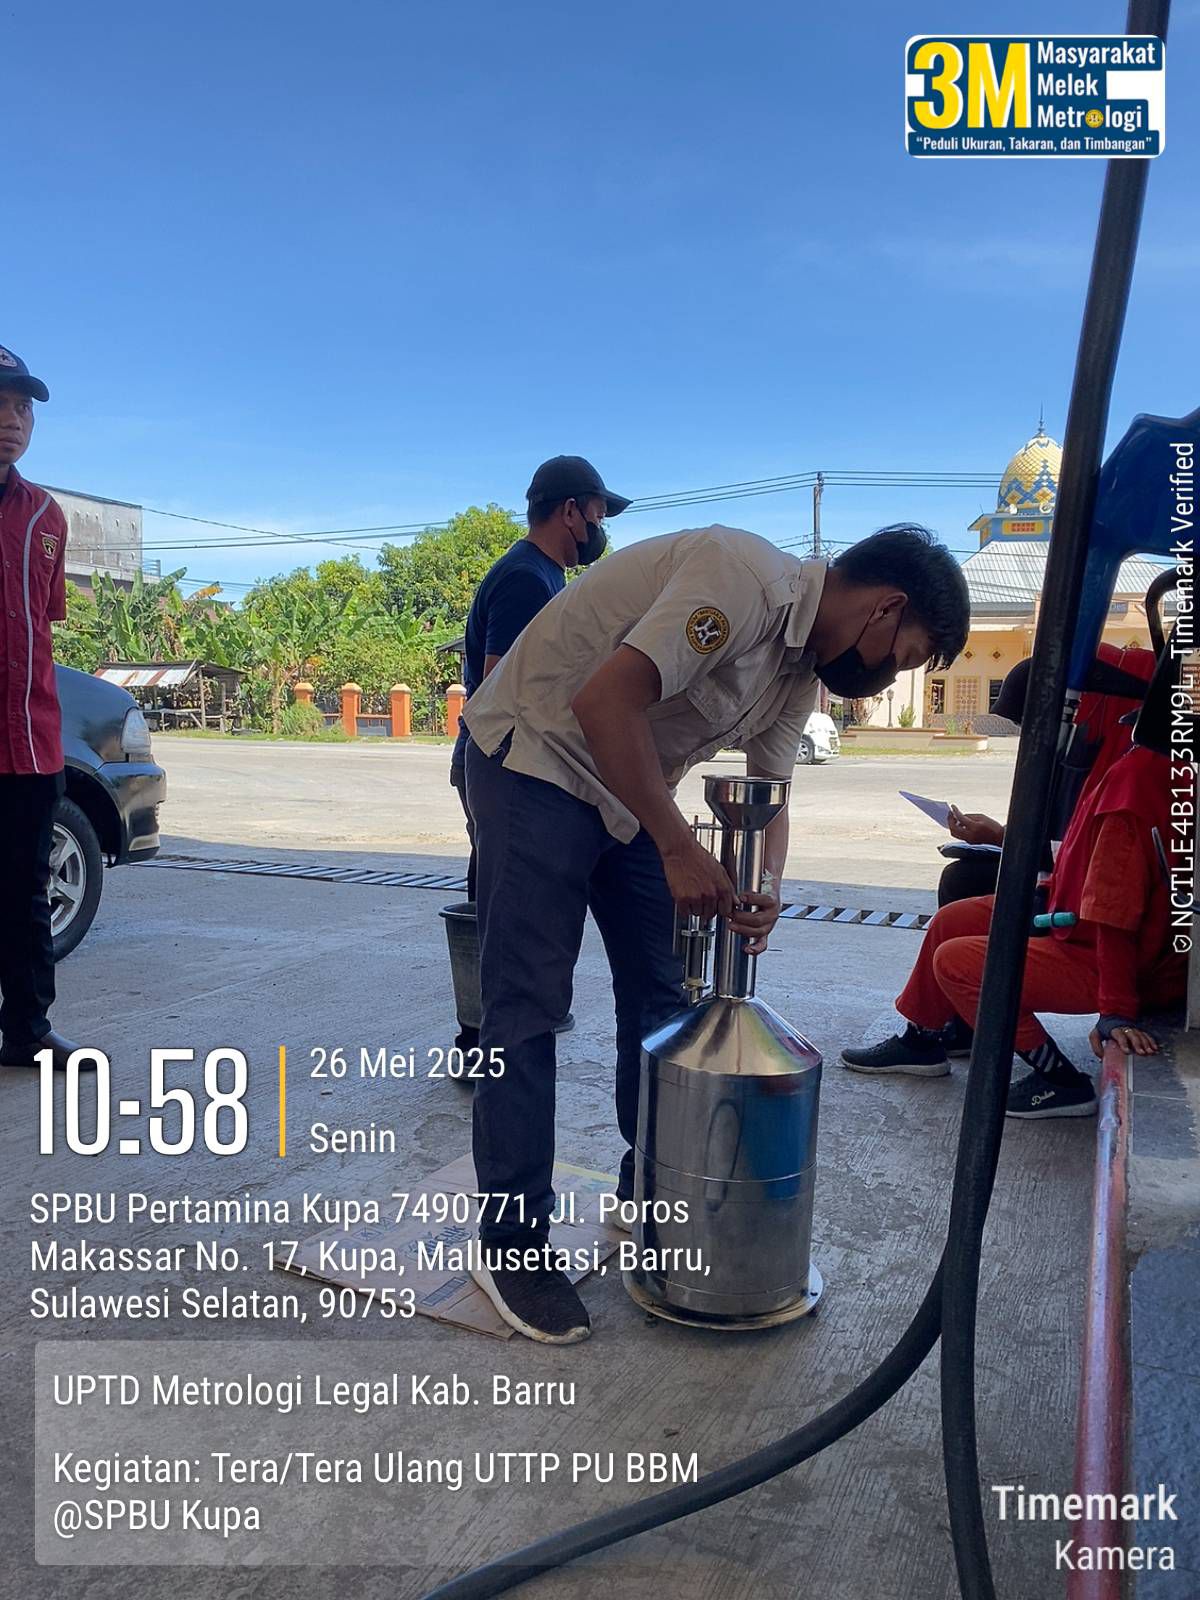 3M Masyarakat
Melek
Metrologi
"Peduli Ukuran, Takaran, dan Timbangan"
NCTLE4B133RM9L, Timemark Verified
10:58
26 Mei 2025
Senin
SPBU Pertamina Kupa 7490771, Jl. Poros
Makassar No. 17, Kupa, Mallusetasi, Barru,
Sulawesi Selatan, 90753
UPTD Metrologi Legal Kab. Barru
Kegiatan: Tera/Tera Ulang UTTP PU BBM
@SPBU Kupa
Timemark
Kamera